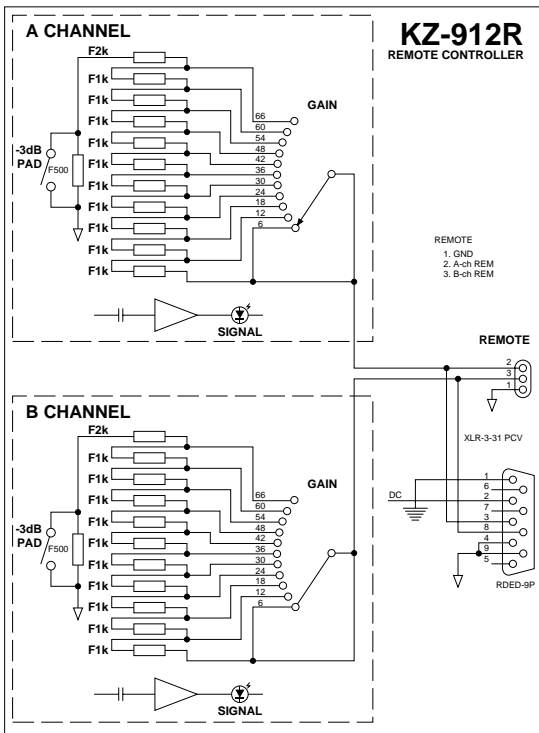 A CHANNEL
KZ-912R
REMOTE CONTROLLER
F2k
F1k
F1k
F1k
F1k
F1k
F1k
F1k
F1k
F1k
F1k
-3dB
PAD
F500
GAIN
66
60
54
48
42
36
30
24
18
12
6
SIGNAL
REMOTE
1. GND
2. A-ch REM
3. B-ch REM
REMOTE
2
3
1
XLR-3-31 PCV
B CHANNEL
F2k
F1k
F1k
F1k
F1k
F1k
F1k
F1k
F1k
F1k
F1k
-3dB
PAD
F500
GAIN
66
60
54
48
42
36
30
24
18
12
6
SIGNAL
DC
1
6
2
7
3
8
4
9
5
RDED-9P